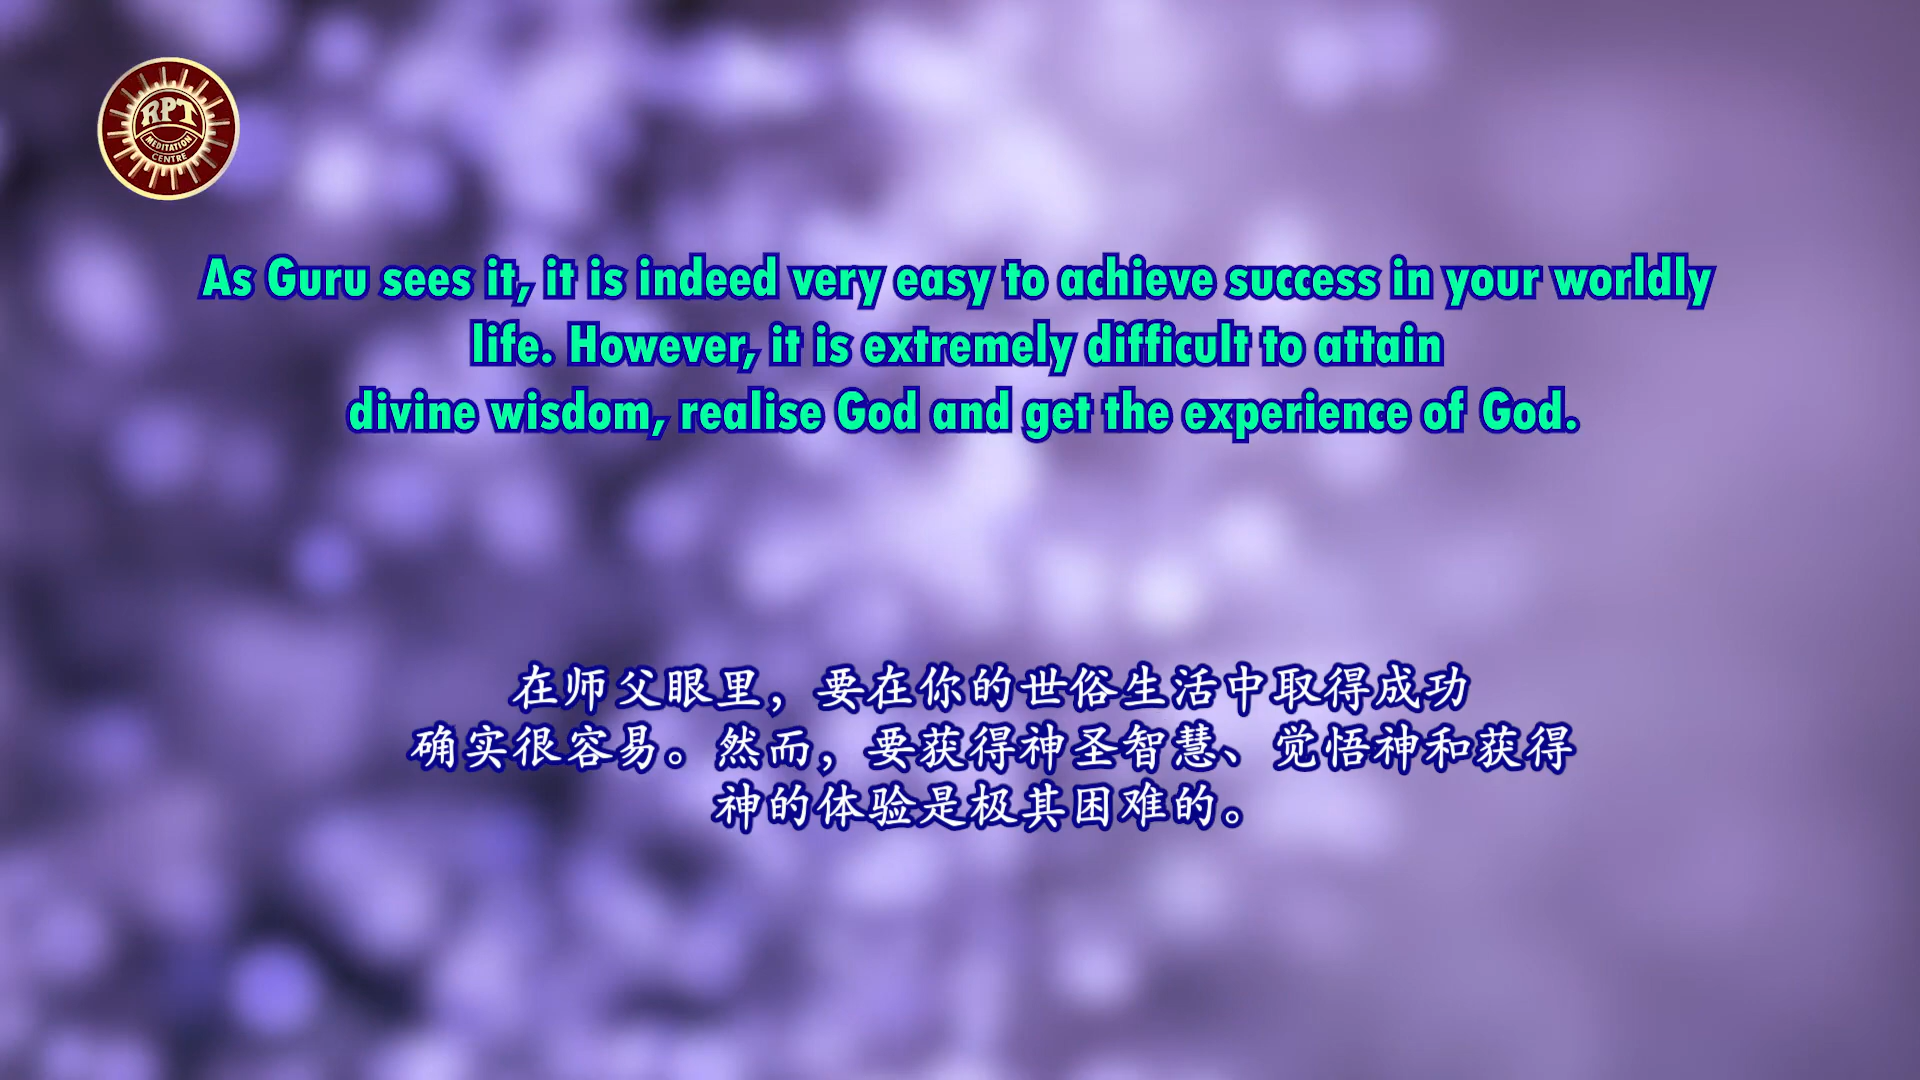 RPT
MEDITATION
CENTRE
As Guru sees it, it is indeed very easy to achieve success in your worldly
life. However, it is extremely difficult to attain
divine wisdom, realise God and get the experience of God.
在师父眼里，要在你的世俗生活中取得成功
确实很容易。然而，要获得神圣智慧、觉悟神和获得
神的体验是极其困难的。